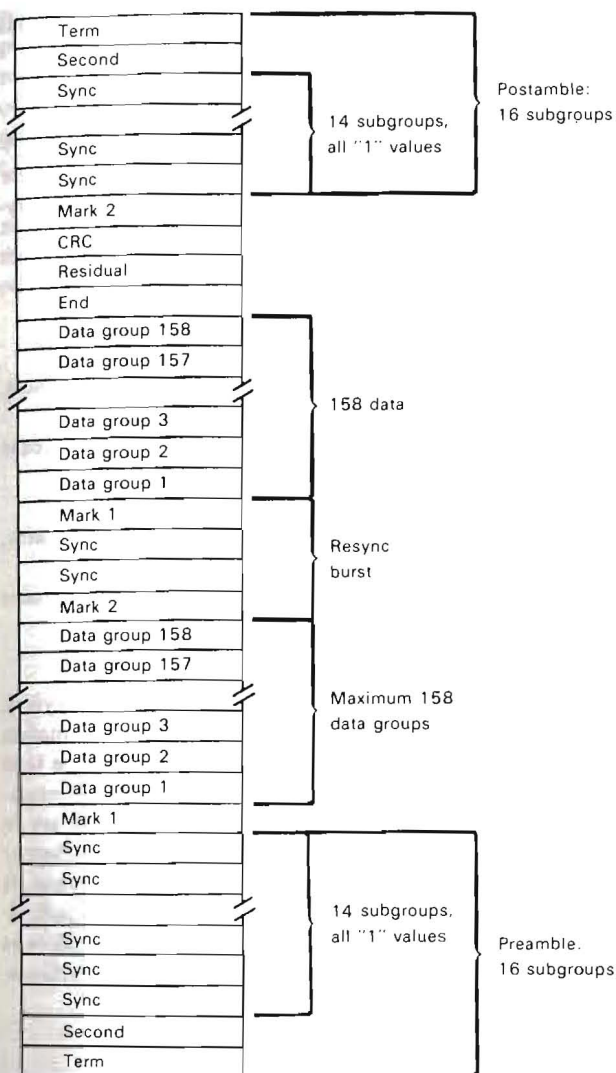 Term
Second
Sync
Sync
Sync
Mark 2
CRC
Residual
End
Data group 158
Data group 157
Data group 3
Data group 2
Data group 1
Mark 1
Sync
Sync
Mark 2
Data group 158
Data group 157
Data group 3
Data group 2
Data group 1
Mark 1
Sync
Sync
Sync
Sync
Sync
Second
Term
14 subgroups,
all "1" values
Postamble:
16 subgroups
158 data
Resync
burst
Maximum 158
data groups
14 subgroups,
all "1" values
Preamble.
16 subgroups